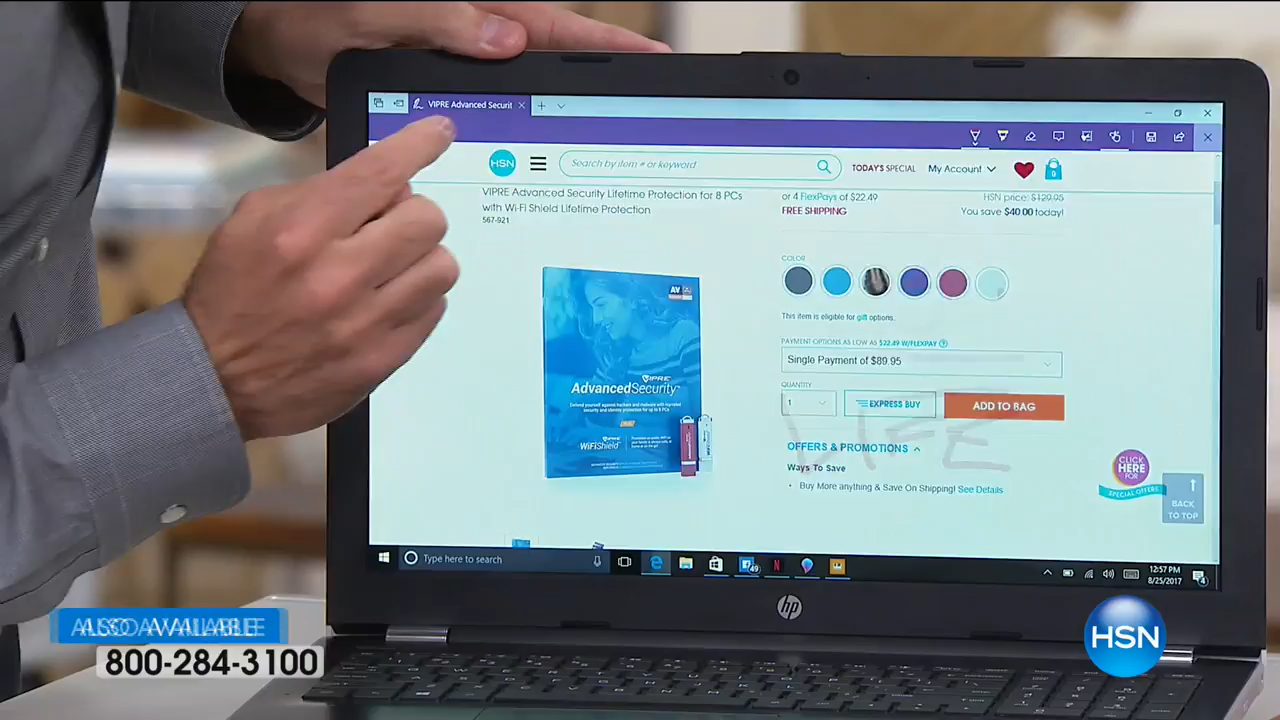 VIPRE Advanced Securit
HSN
Search by item # or keyword
TODAY'S SPECIAL
My Account
0
VIPRE Advanced Security Lifetime Protection for 8 PCs
with Wi-Fi Shield Lifetime Protection
567-921
or 4 FlexPays of $22.49
FREE SHIPPING
HSN price: $129.95
You save $40.00 today!
COLOR
This item is eligible for gift options.
PAYMENT OPTIONS AS LOW AS $22.49 W/FLEXPAY
Single Payment of $89.95
QUANTITY
1
EXPRESS BUY
ADD TO BAG
LIFE
OFFERS & PROMOTIONS
Ways To Save
• Buy More anything & Save On Shipping! See Details
AV
VIPRE
AdvancedSecurity
WiFiShield
CLICK
HERE
FOR
SPECIAL OFFERS
BACK
TO TOP
Type here to search
49
N
12:57 PM
8/25/2017
4
hp
ALSO AVAILABLE
800-284-3100
HSN